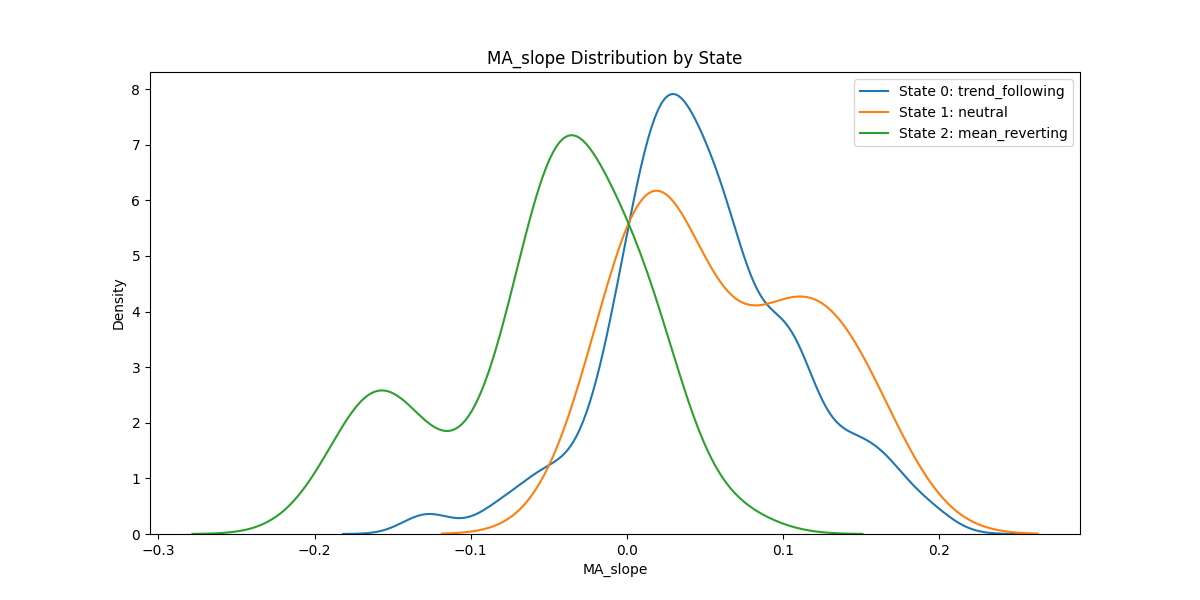 MA_slope Distribution by State
State 0: trend_following
State 1: neutral
State 2: mean_reverting
Density
8
7
6
5
4
3
2
1
0
−0.3 −0.2 −0.1 0.0 0.1 0.2
MA_slope